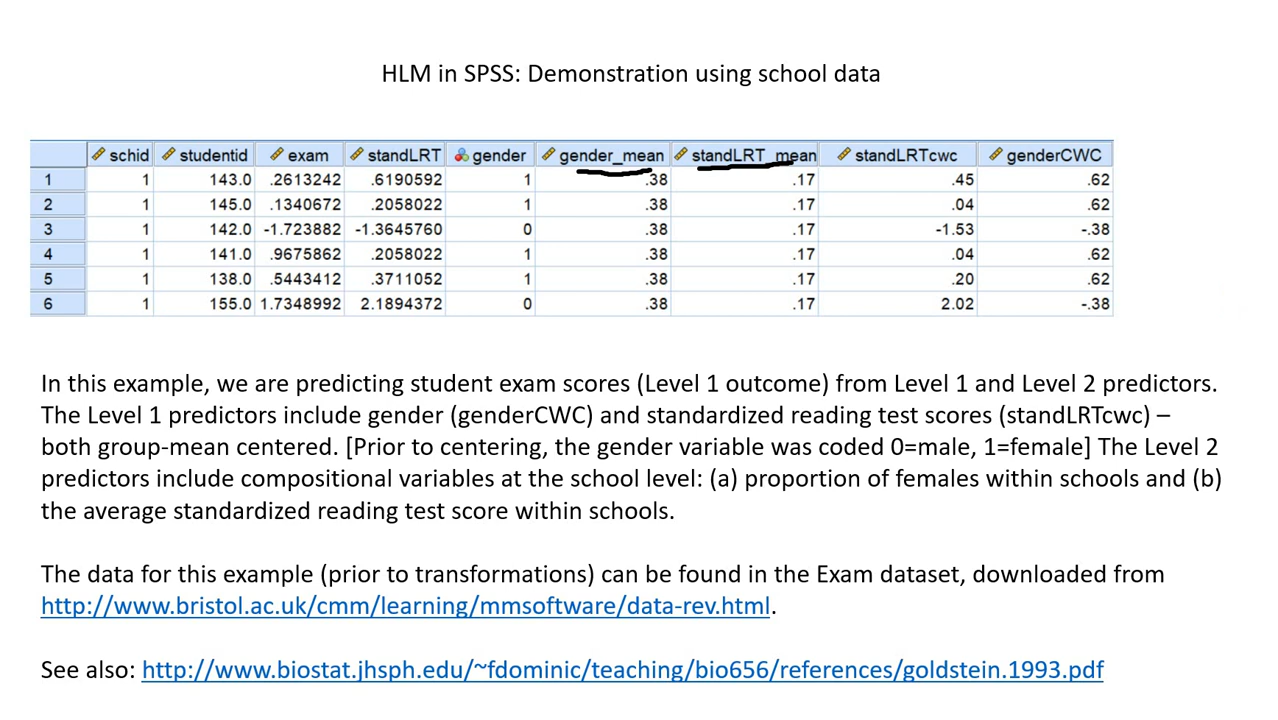 HLM in SPSS: Demonstration using school data
schid studentid exam standLRT gender gender_mean standLRT_mean standLRTcwc genderCWC
1 1 143.0 .2613242 .6190592 1 .38 .17 .45 .62
2 1 145.0 .1340672 .2058022 1 .38 .17 .04 .62
3 1 142.0 -1.723882 -1.3645760 0 .38 .17 -1.53 -.38
4 1 141.0 .9675862 .2058022 1 .38 .17 .04 .62
5 1 138.0 .5443412 .3711052 1 .38 .17 .20 .62
6 1 155.0 1.7348992 2.1894372 0 .38 .17 2.02 -.38
In this example, we are predicting student exam scores (Level 1 outcome) from Level 1 and Level 2 predictors.
The Level 1 predictors include gender (genderCWC) and standardized reading test scores (standLRTcwc) –
both group-mean centered. [Prior to centering, the gender variable was coded 0=male, 1=female] The Level 2
predictors include compositional variables at the school level: (a) proportion of females within schools and (b)
the average standardized reading test score within schools.
The data for this example (prior to transformations) can be found in the Exam dataset, downloaded from
http://www.bristol.ac.uk/cmm/learning/mmsoftware/data-rev.html.
See also: http://www.biostat.jhsph.edu/~fdominic/teaching/bio656/references/goldstein.1993.pdf